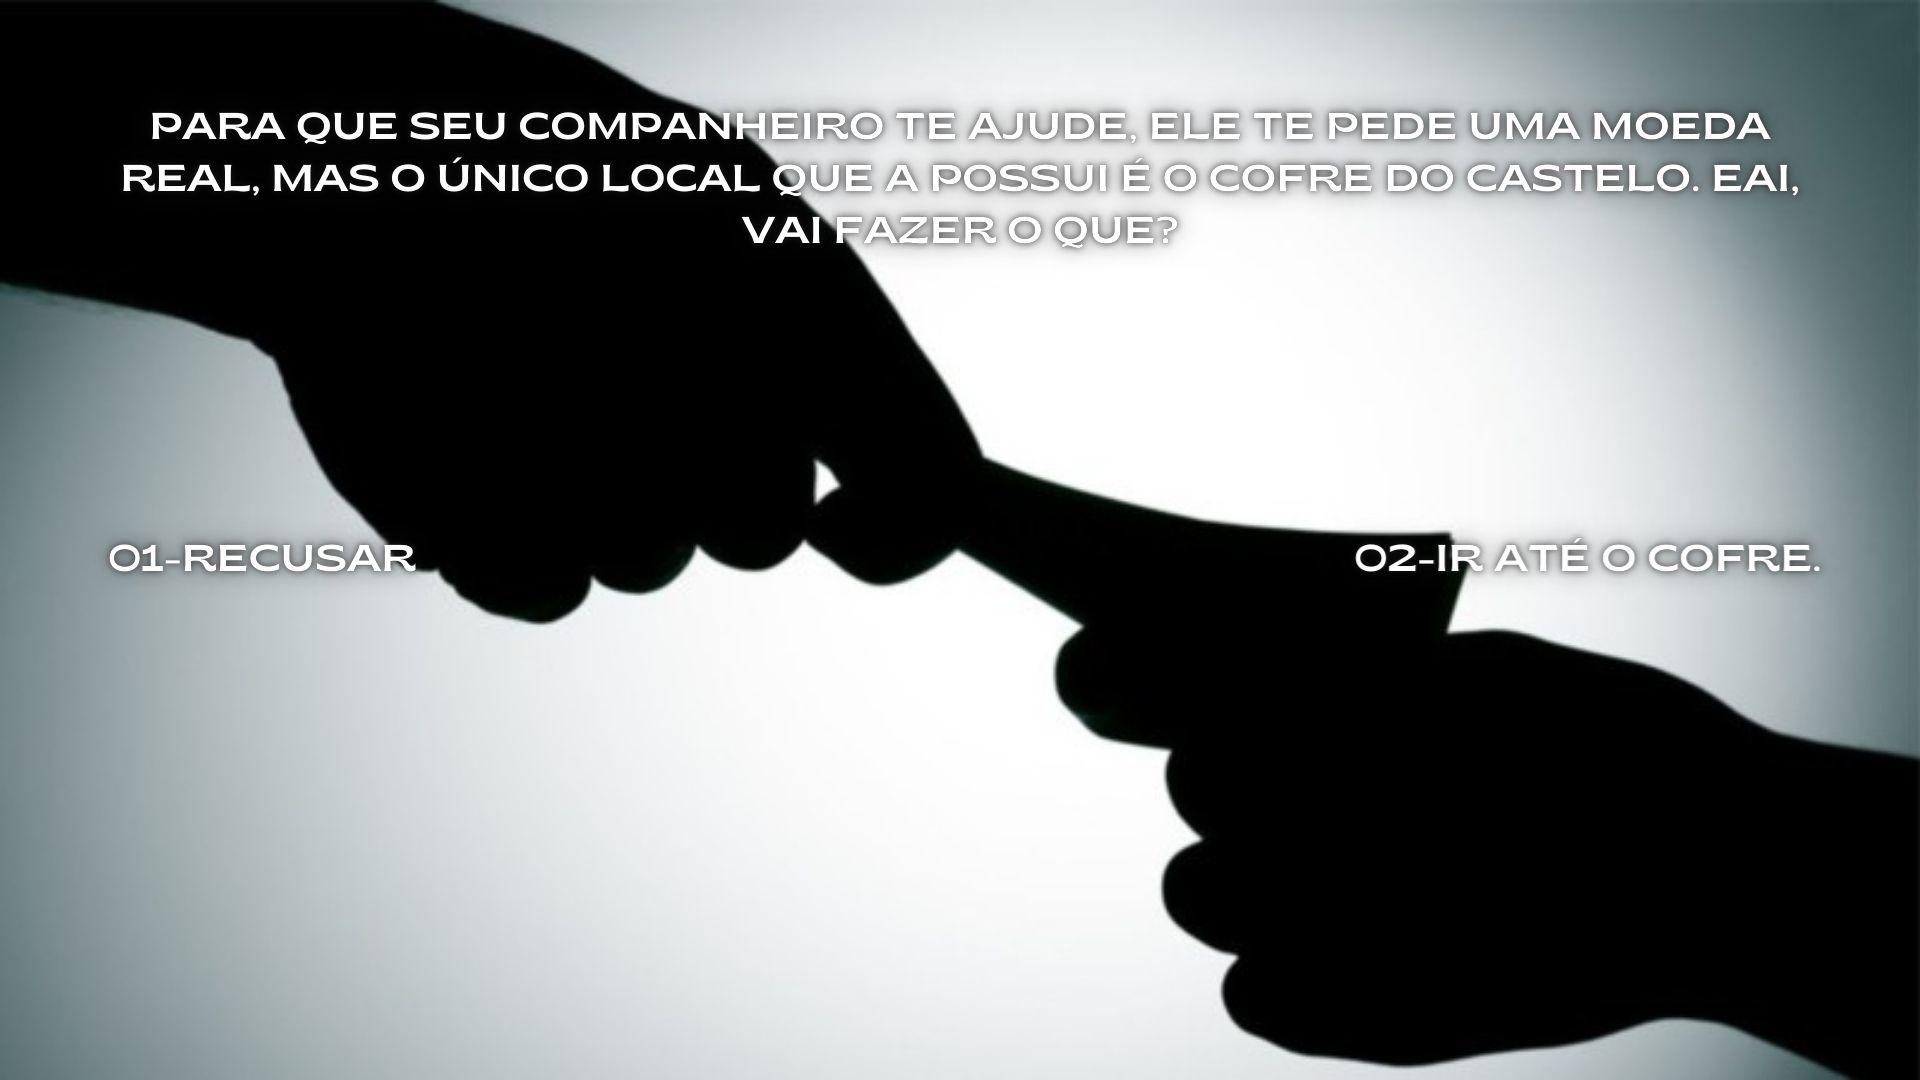 PARA QUE SEU COMPANHEIRO TE AJUDE, ELE TE PEDE UMA MOEDA
REAL, MAS O ÚNICO LOCAL QUE A POSSUI É O COFRE DO CASTELO. EAI,
VAI FAZER O QUE?
01-RECUSAR
02-IR ATÉ O COFRE.